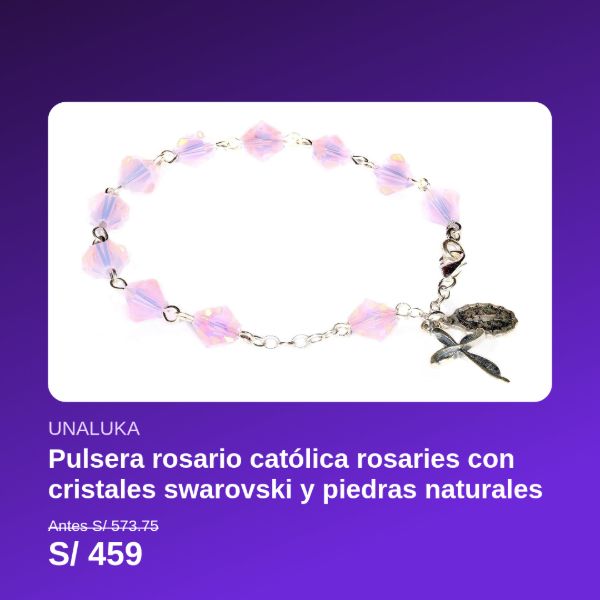 UNALUKA
Pulsera rosario católica rosaries con
cristales swarovski y piedras naturales
Antes S/ 573.75
S/ 459